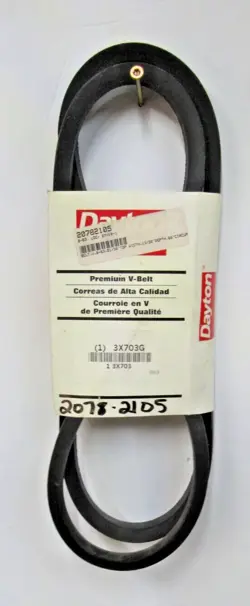 Dayton
20782105
Premium V-Belt
Correas de Alta Calidad
Courroie en V
de Première Qualité
Dayton
(1) 3X703G
1 3X703
2078-2105